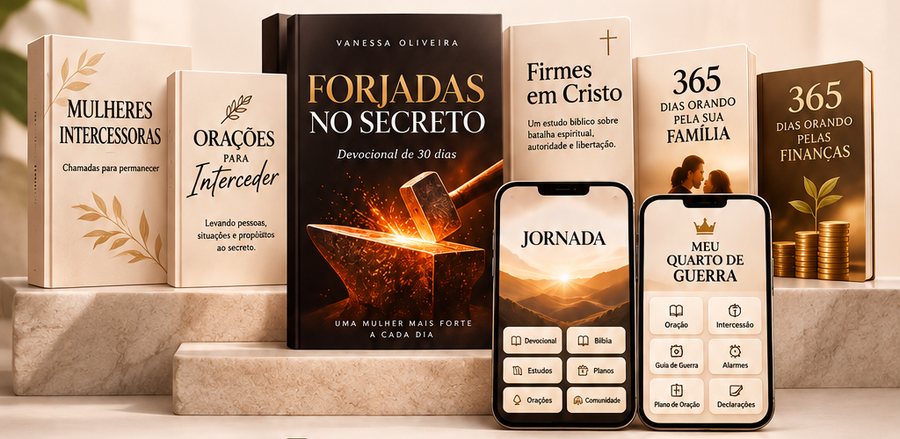 MULHERES
INTERCESSORAS
Chamadas para permanecer
ORAÇÕES
PARA
Interceder
Levando pessoas,
situações e propósitos
ao secreto.
VANESSA OLIVEIRA
FORJADAS
NO SECRETO
Devocional de 30 dias
UMA MULHER MAIS FORTE
A CADA DIA
Firmes
em Cristo
Um estudo bíblico sobre
batalha espiritual,
autoridade e libertação.
365
DIAS ORANDO
PELA SUA
FAMÍLIA
365
DIAS ORANDO
PELAS
FINANÇAS
JORNADA
Devocional
Bíblia
Estudos
Planos
Orações
Comunidade
MEU
QUARTO DE
GUERRA
Oração
Intercessão
Guia de Guerra
Alarmes
Plano de Oração
Declarações